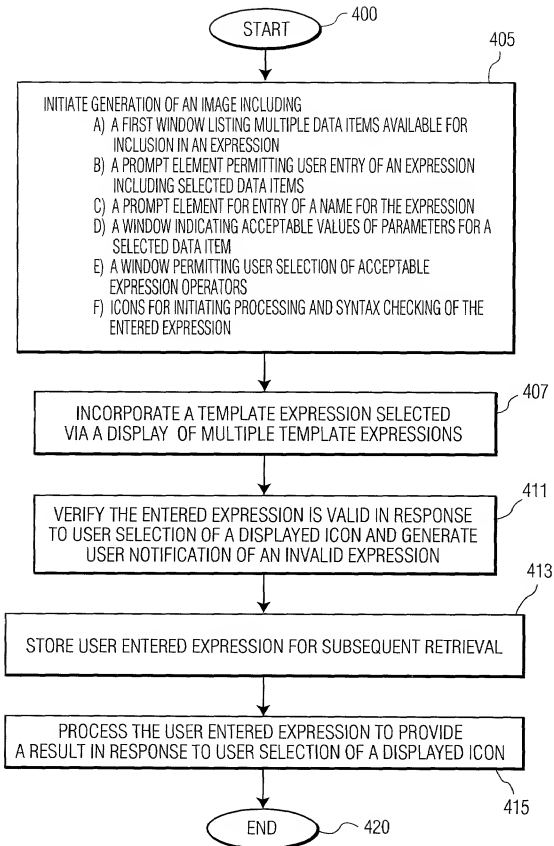 START
400
405
INITIATE GENERATION OF AN IMAGE INCLUDING
A) A FIRST WINDOW LISTING MULTIPLE DATA ITEMS AVAILABLE FOR
INCLUSION IN AN EXPRESSION
B) A PROMPT ELEMENT PERMITTING USER ENTRY OF AN EXPRESSION
INCLUDING SELECTED DATA ITEMS
C) A PROMPT ELEMENT FOR ENTRY OF A NAME FOR THE EXPRESSION
D) A WINDOW INDICATING ACCEPTABLE VALUES OF PARAMETERS FOR A
SELECTED DATA ITEM
E) A WINDOW PERMITTING USER SELECTION OF ACCEPTABLE
EXPRESSION OPERATORS
F) ICONS FOR INITIATING PROCESSING AND SYNTAX CHECKING OF THE
ENTERED EXPRESSION
407
INCORPORATE A TEMPLATE EXPRESSION SELECTED
VIA A DISPLAY OF MULTIPLE TEMPLATE EXPRESSIONS
411
VERIFY THE ENTERED EXPRESSION IS VALID IN RESPONSE
TO USER SELECTION OF A DISPLAYED ICON AND GENERATE
USER NOTIFICATION OF AN INVALID EXPRESSION
413
STORE USER ENTERED EXPRESSION FOR SUBSEQUENT RETRIEVAL
PROCESS THE USER ENTERED EXPRESSION TO PROVIDE
A RESULT IN RESPONSE TO USER SELECTION OF A DISPLAYED ICON
415
END
420